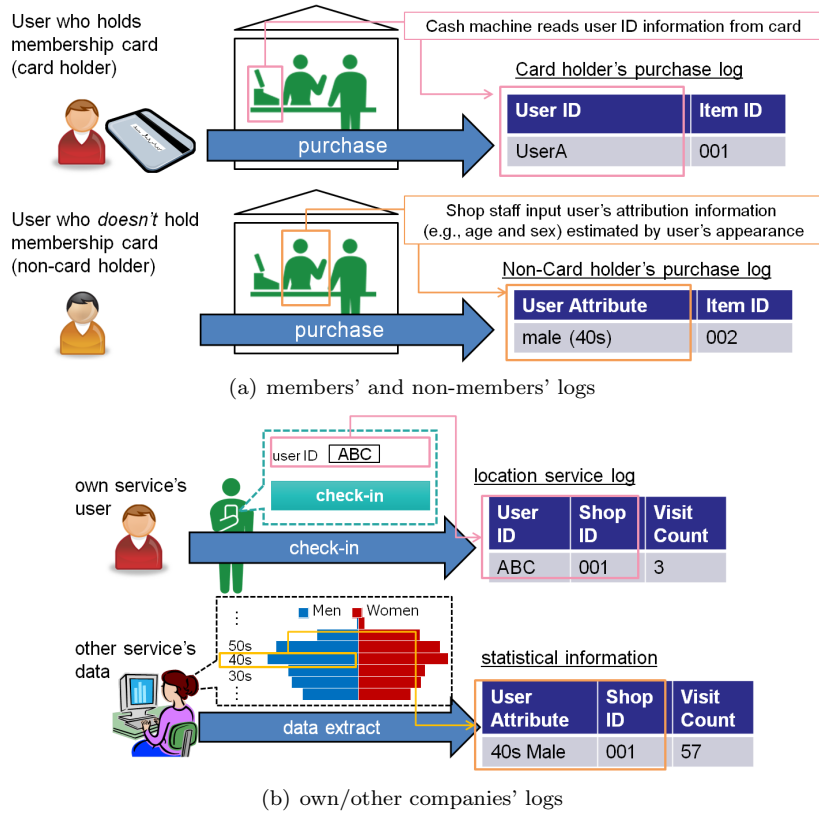 User who holds
membership card
(card holder)
Cash machine reads user ID information from card
Card holder's purchase log
User ID Item ID
UserA 001
purchase
User who doesn't hold
membership card
(non-card holder)
Shop staff input user's attribution information
(e.g., age and sex) estimated by user's appearance
Non-Card holder's purchase log
User Attribute Item ID
male (40s) 002
purchase
(a) members' and non-members' logs
own service's
user
user ID ABC
check-in
check-in
location service log
User
ID
Shop
ID
Visit
Count
ABC 001 3
other service's
data
Men Women
⋮
50s
40s
30s
⋮
data extract
statistical information
User
Attribute
Shop
ID
Visit
Count
40s Male 001 57
(b) own/other companies' logs